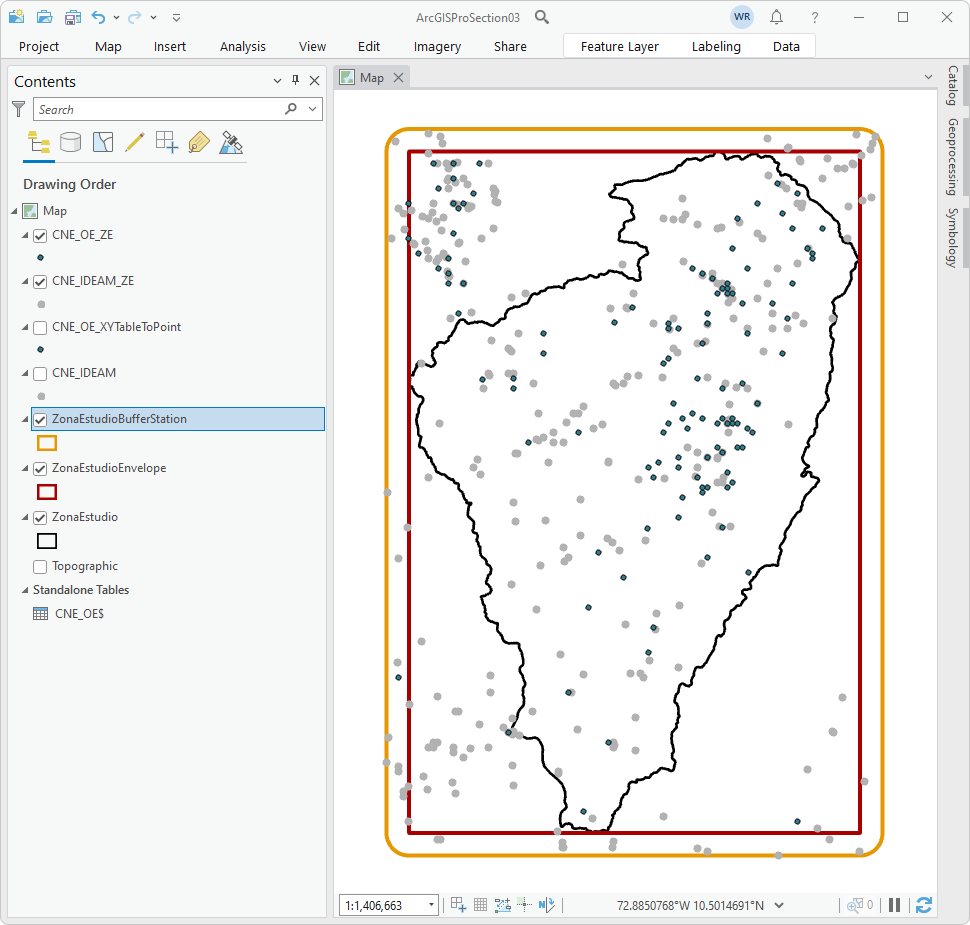 ArcGISProSection03
WR
?
Project Map Insert Analysis View Edit Imagery Share Feature Layer Labeling Data
Contents
Search
Drawing Order
Map
CNE_OE_ZE
CNE_IDEAM_ZE
CNE_OE_XYTableToPoint
CNE_IDEAM
ZonaEstudioBufferStation
ZonaEstudioEnvelope
ZonaEstudio
Topographic
Standalone Tables
CNE_OE$
Map
1:1,406,663
72.8850768°W 10.5014691°N
0
Catalog
Geoprocessing
Symbology